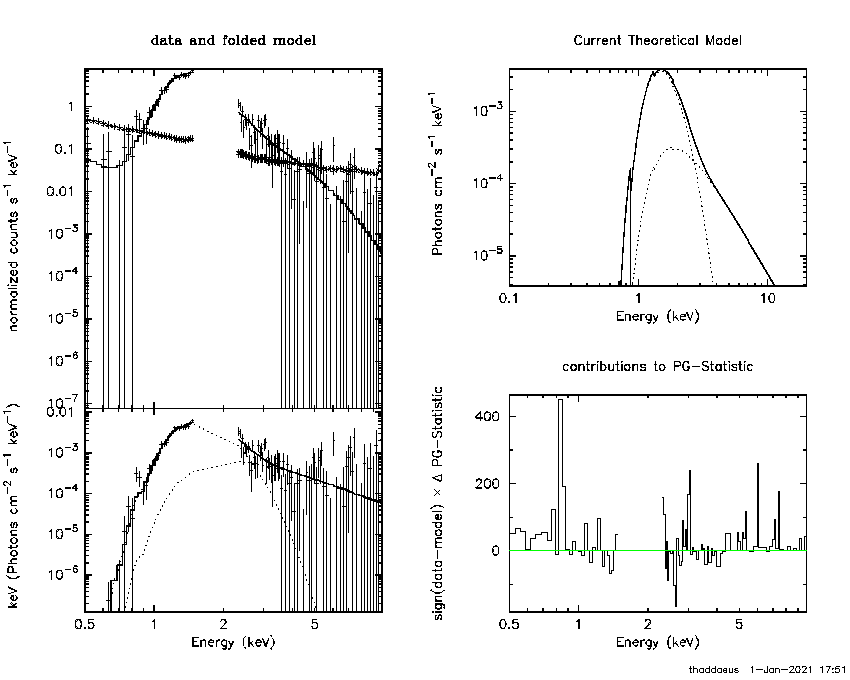 data and folded model
normalized counts s⁻¹ keV⁻¹
1
0.1
0.01
10⁻³
10⁻⁴
10⁻⁵
10⁻⁶
10⁻⁷
keV (Photons cm⁻² s⁻¹ keV⁻¹)
0.01
10⁻³
10⁻⁴
10⁻⁵
10⁻⁶
0.5 1 2 5
Energy (keV)
Current Theoretical Model
Photons cm⁻² s⁻¹ keV⁻¹
10⁻³
10⁻⁴
10⁻⁵
0.1 1 10
Energy (keV)
contributions to PG−Statistic
sign(data−model) × Δ PG−Statistic
400
200
0
0.5 1 2 5
Energy (keV)
thaddaeus 1−Jan−2021 17:51